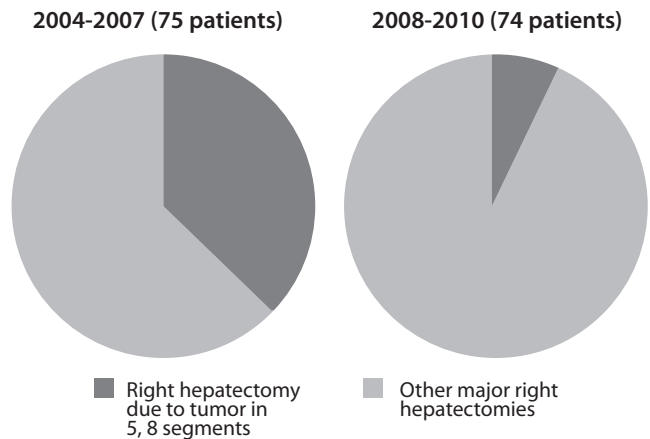 2004-2007 (75 patients)
2008-2010 (74 patients)
Right hepatectomy
due to tumor in
5, 8 segments
Other major right
hepatectomies